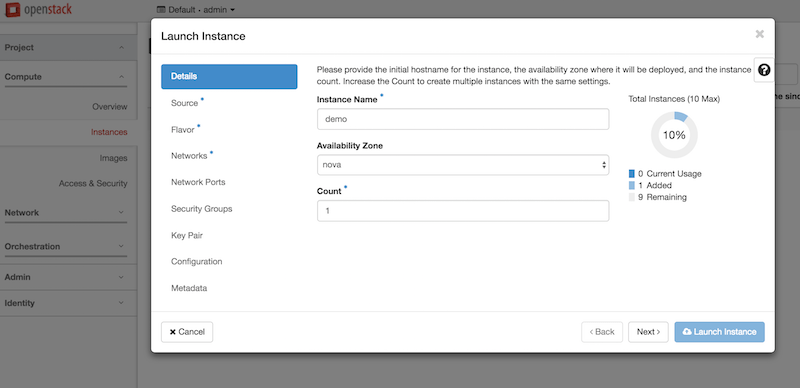 openstack
Default • admin
Project
Compute
Overview
Instances
Images
Access & Security
Network
Orchestration
Admin
Identity
Launch Instance
Details
Source *
Flavor *
Networks *
Network Ports
Security Groups
Key Pair
Configuration
Metadata
Please provide the initial hostname for the instance, the availability zone where it will be deployed, and the instance
count. Increase the Count to create multiple instances with the same settings.
Instance Name *
demo
Availability Zone
nova
Count *
1
Total Instances (10 Max)
10%
0 Current Usage
1 Added
9 Remaining
Cancel
< Back
Next >
Launch Instance